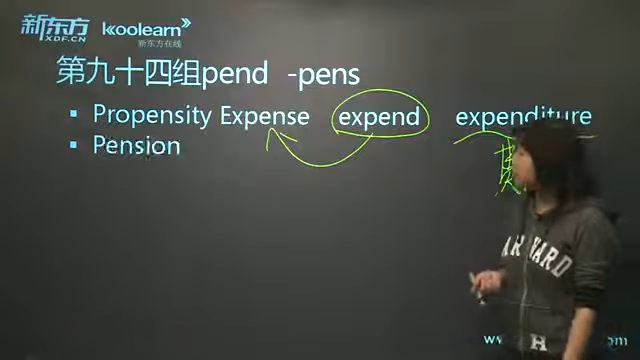 新东方 koolearn
XDF.CN 新东方在线
第九十四组pend -pens
Propensity Expense expend expenditure
Pension
HARVARD
H